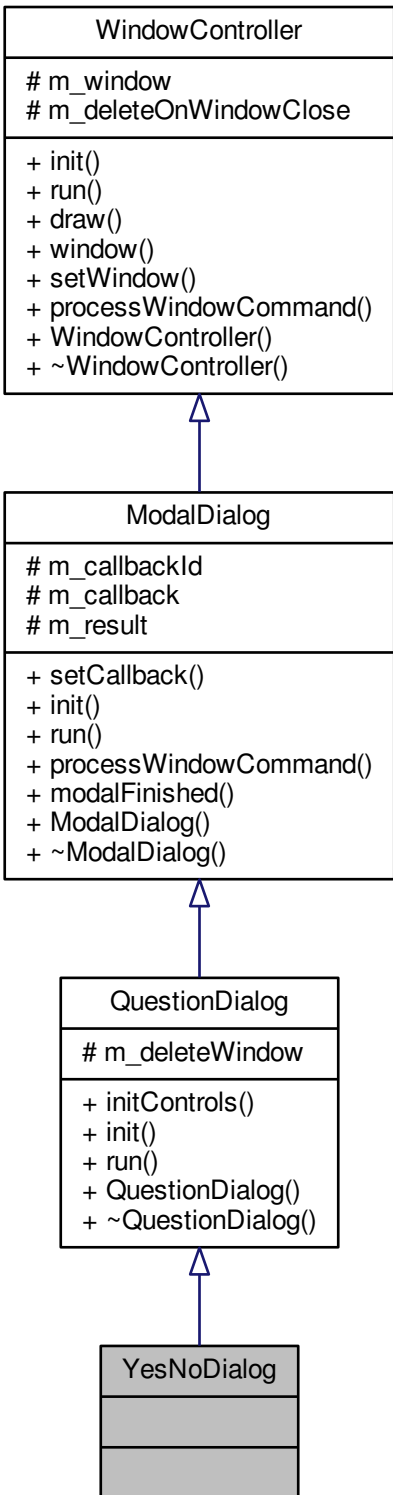 WindowController
# m_window
# m_deleteOnWindowClose
+ init()
+ run()
+ draw()
+ window()
+ setWindow()
+ processWindowCommand()
+ WindowController()
+ ~WindowController()
ModalDialog
# m_callbackId
# m_callback
# m_result
+ setCallback()
+ init()
+ run()
+ processWindowCommand()
+ modalFinished()
+ ModalDialog()
+ ~ModalDialog()
QuestionDialog
# m_deleteWindow
+ initControls()
+ init()
+ run()
+ QuestionDialog()
+ ~QuestionDialog()
YesNoDialog